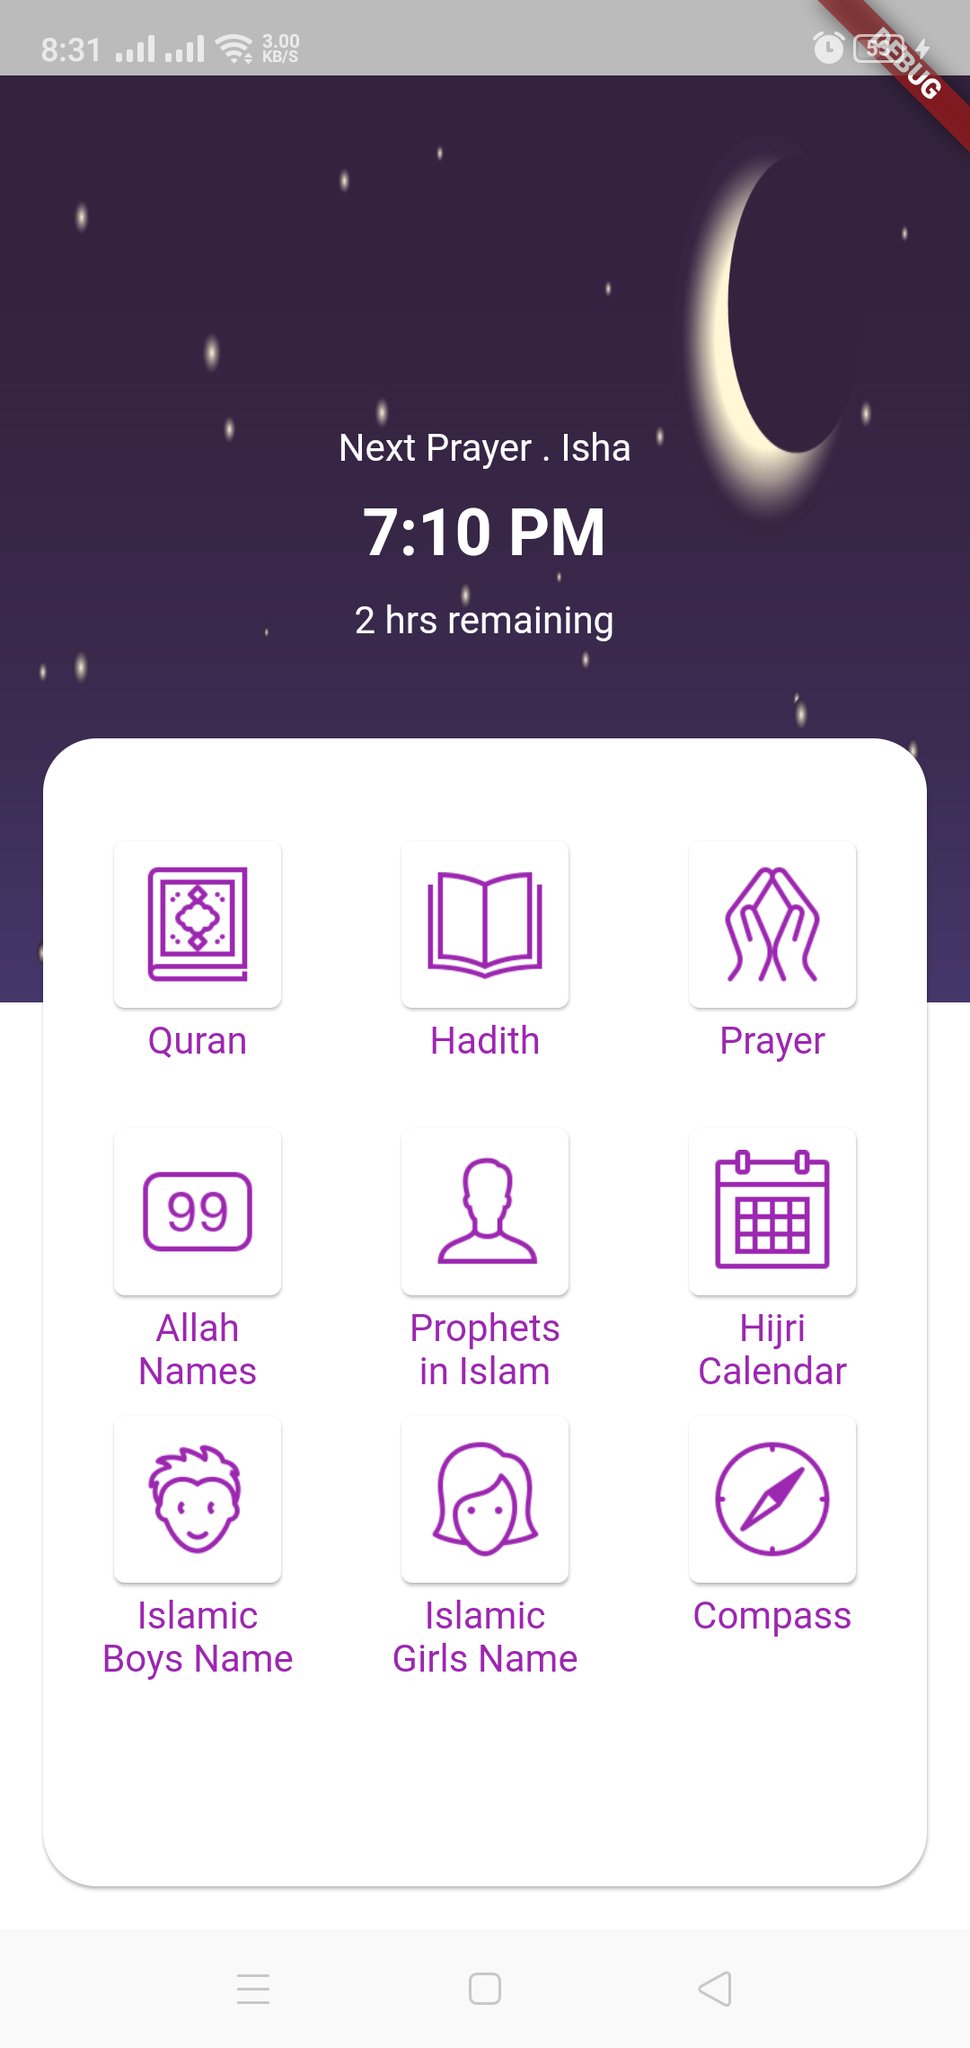 8:31
3.00
KB/S
DEBUG
Next Prayer . Isha
7:10 PM
2 hrs remaining
Quran
Hadith
Prayer
99
Allah
Names
Prophets
in Islam
Hijri
Calendar
Islamic
Boys Name
Islamic
Girls Name
Compass